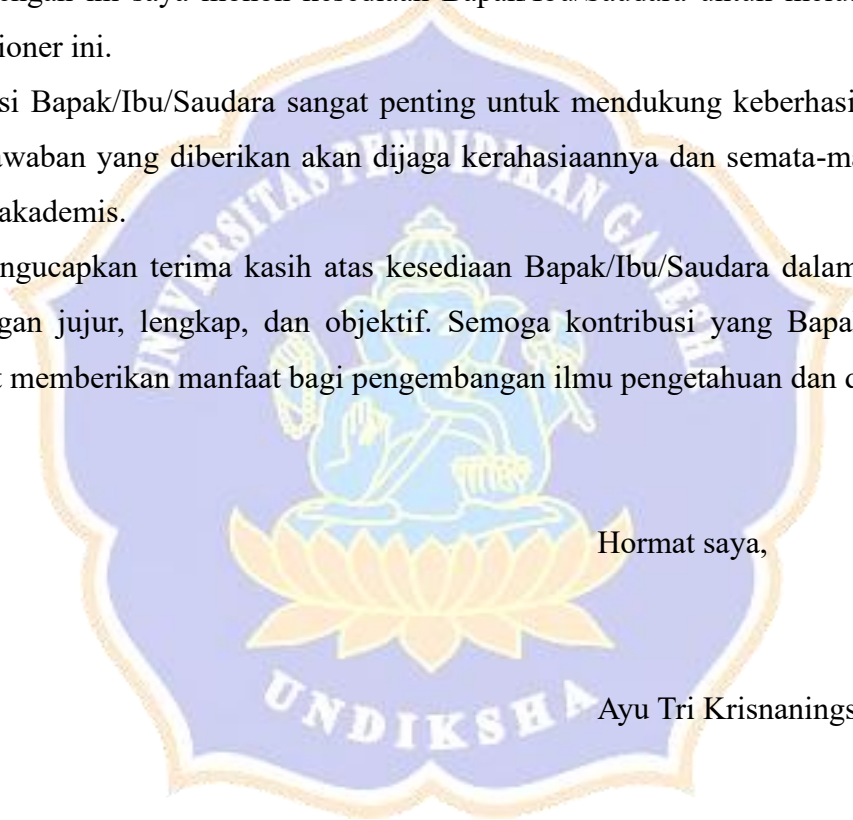 ini saya
kesediaan Bapak/Ibu/Saudara untuk
ioner ini.
si Bapak/Ibu/Saudara sangat penting untuk mendukung keberhasi
awaban yang diberikan akan dijaga kerahasiaannya dan semata-ma
akademis.
ngucapkan terima kasih atas kesediaan Bapak/Ibu/Saudara dalam
gan jujur, lengkap, dan objektif. Semoga kontribusi yang Bapa
t memberikan manfaat bagi pengembangan ilmu pengetahuan dan d
Hormat saya,
Ayu Tri Krisnanings
UNIVERSITAS PENDIDIKAN GANESH
UNDIKSHA